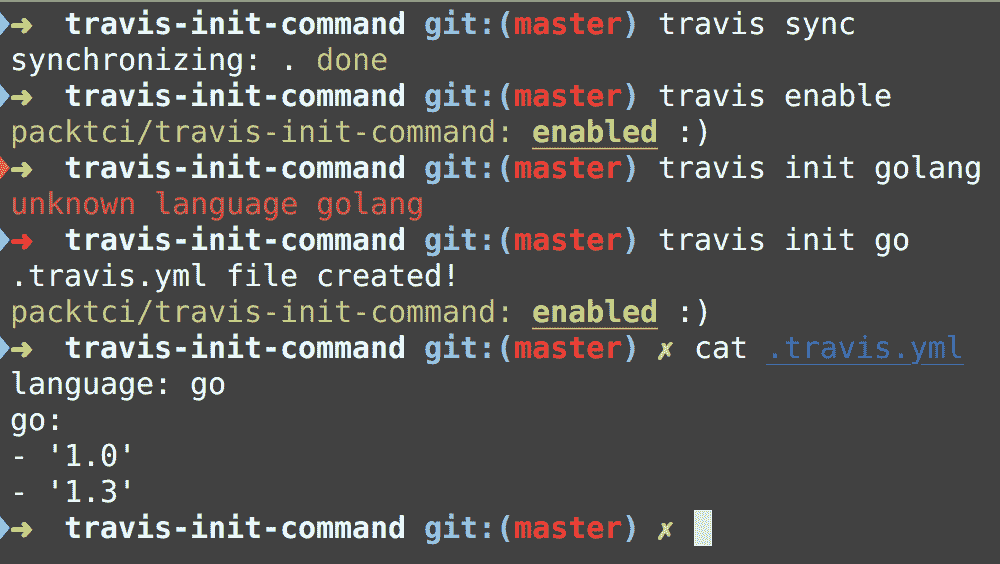 ➜ travis-init-command git:(master) travis sync
synchronizing: . done
➜ travis-init-command git:(master) travis enable
packtci/travis-init-command: enabled :)
➜ travis-init-command git:(master) travis init golang
unknown language golang
➜ travis-init-command git:(master) travis init go
.travis.yml file created!
packtci/travis-init-command: enabled :)
➜ travis-init-command git:(master) ✗ cat .travis.yml
language: go
go:
- '1.0'
- '1.3'
➜ travis-init-command git:(master) ✗